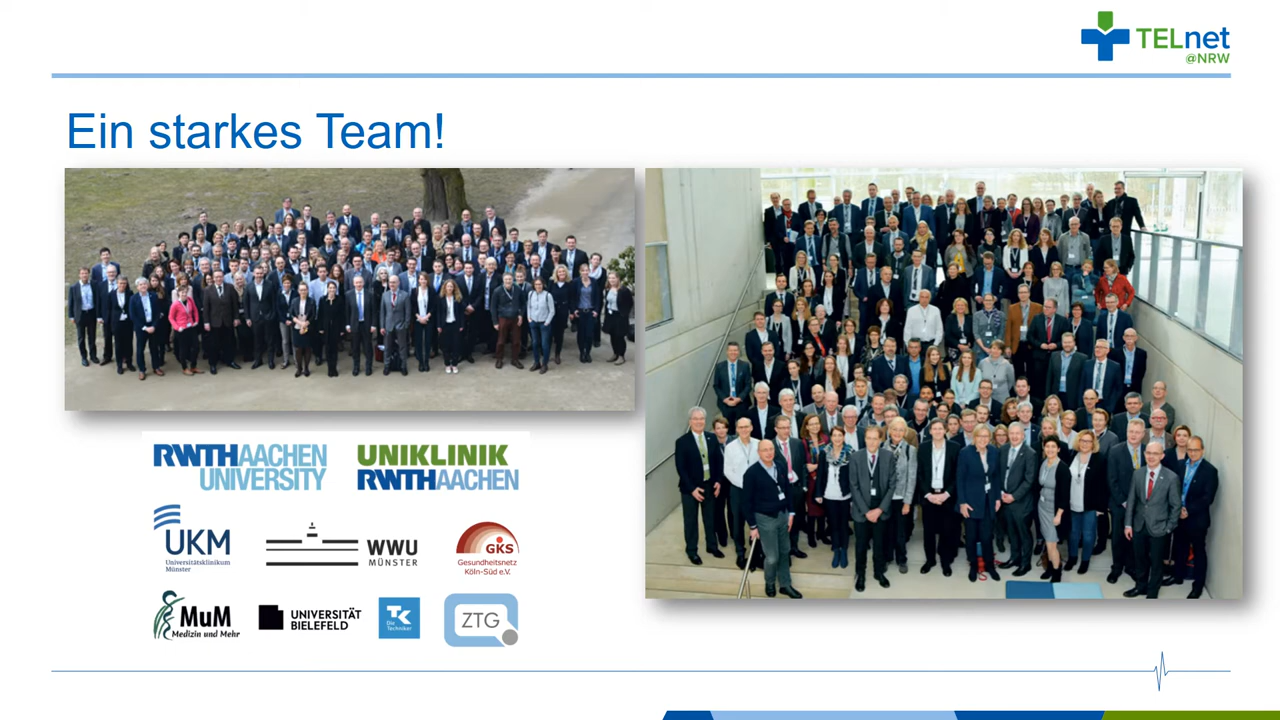 TELnet
@NRW
Ein starkes Team!
RWTHAACHEN
UNIVERSITY
UNIKLINIK
RWTHAACHEN
UKM
Universitätsklinikum
Münster
WWU
MÜNSTER
GKS
Gesundheitsnetz
Köln-Süd e.V.
MuM
Medizin und Mehr
UNIVERSITÄT
BIELEFELD
TK
Die
Techniker
ZTG